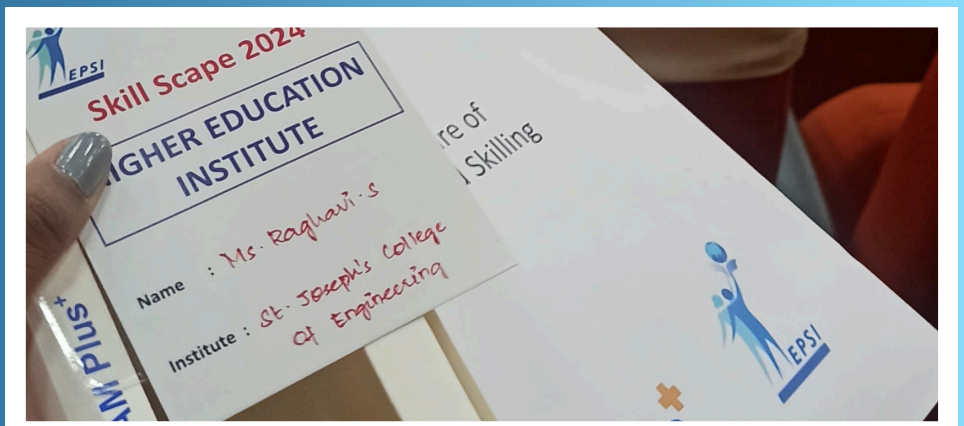 EPSI
Skill Scape 2024
HIGHER EDUCATION
INSTITUTE
Name : Ms. Raghavi. S
Institute : St. Joseph's College
Of Engineering
AM Plus+
re of
Skilling
EPSI